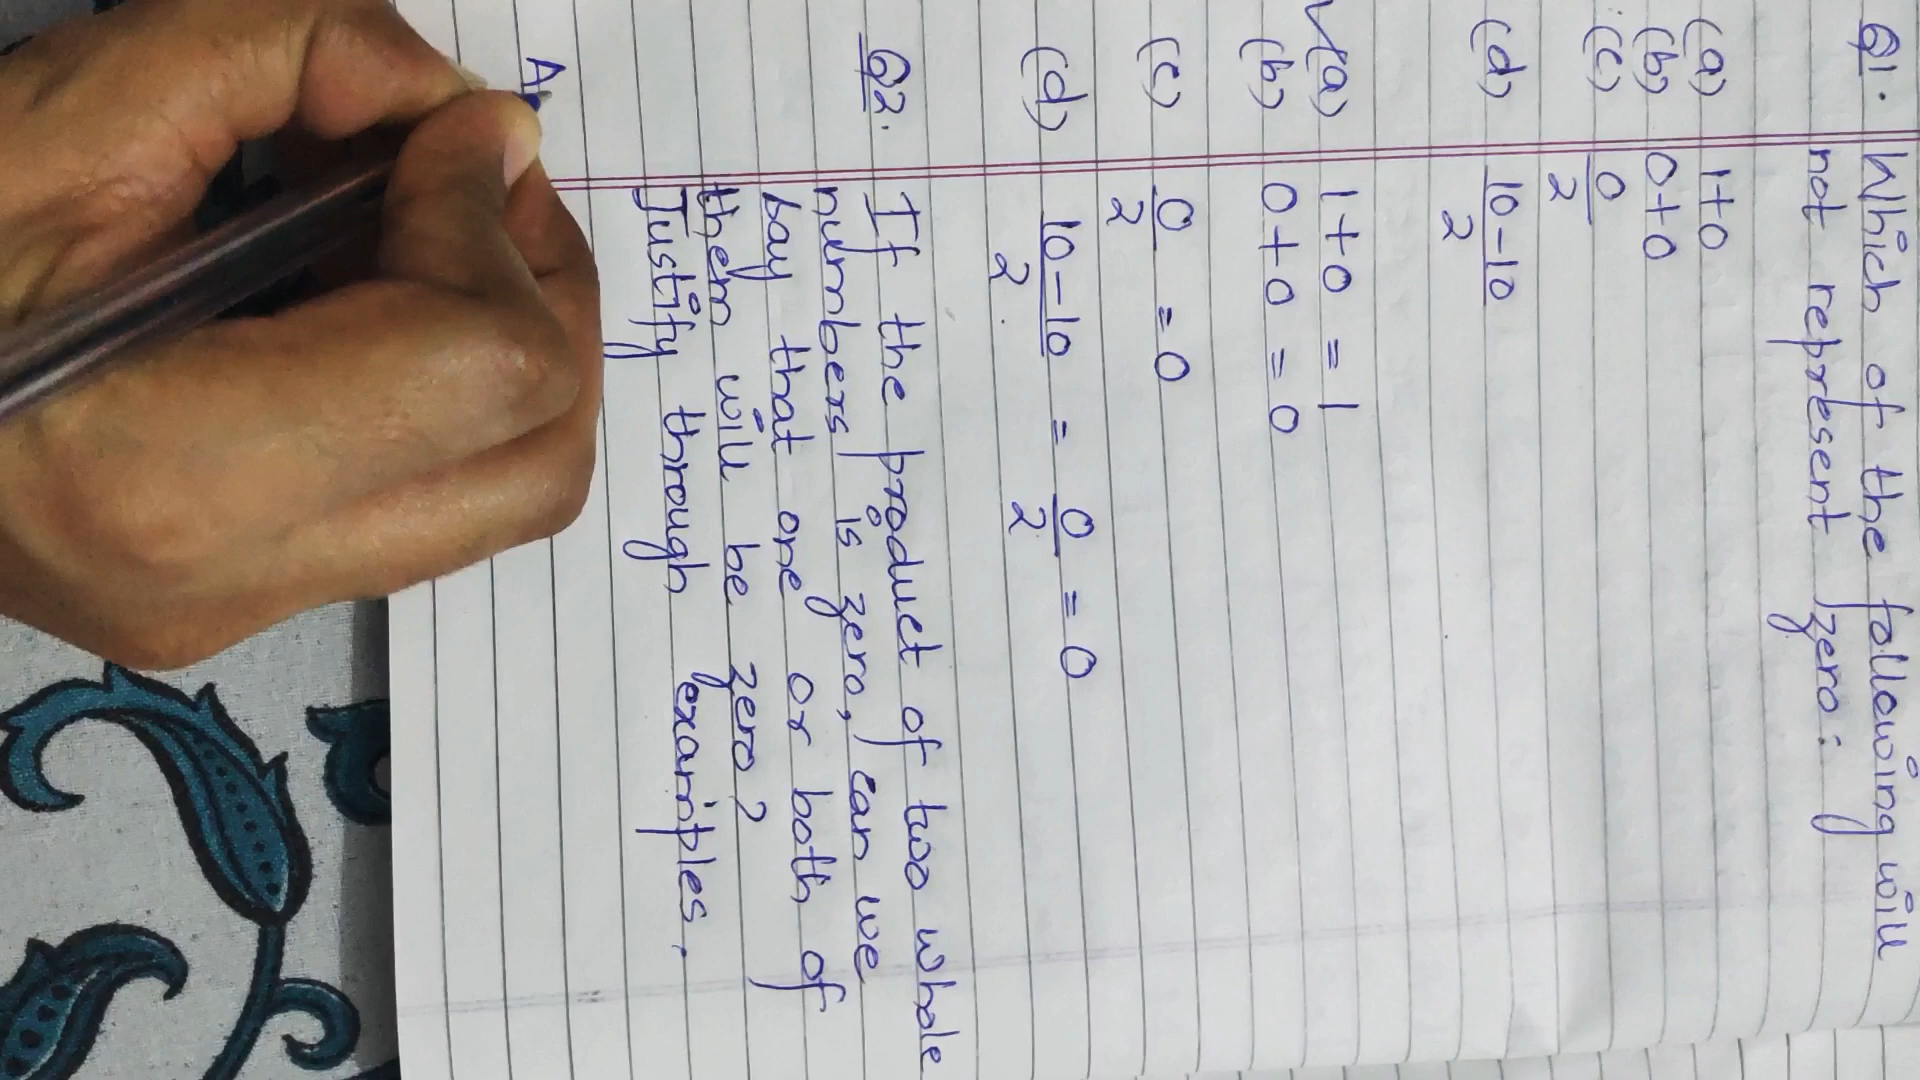 Q1. Which of the following will
not represent zero:
(a) 1+0
(b) 0+0
(c) 0/2
(d) 10-10/2
✓(a) 1+0 = 1
(b) 0+0 = 0
(c) 0/2 = 0
(d) 10-10/2 = 0/2 = 0
Q2. If the product of two whole
numbers is zero, can we
say that one or both of
them will be zero?
Justify through examples.
A